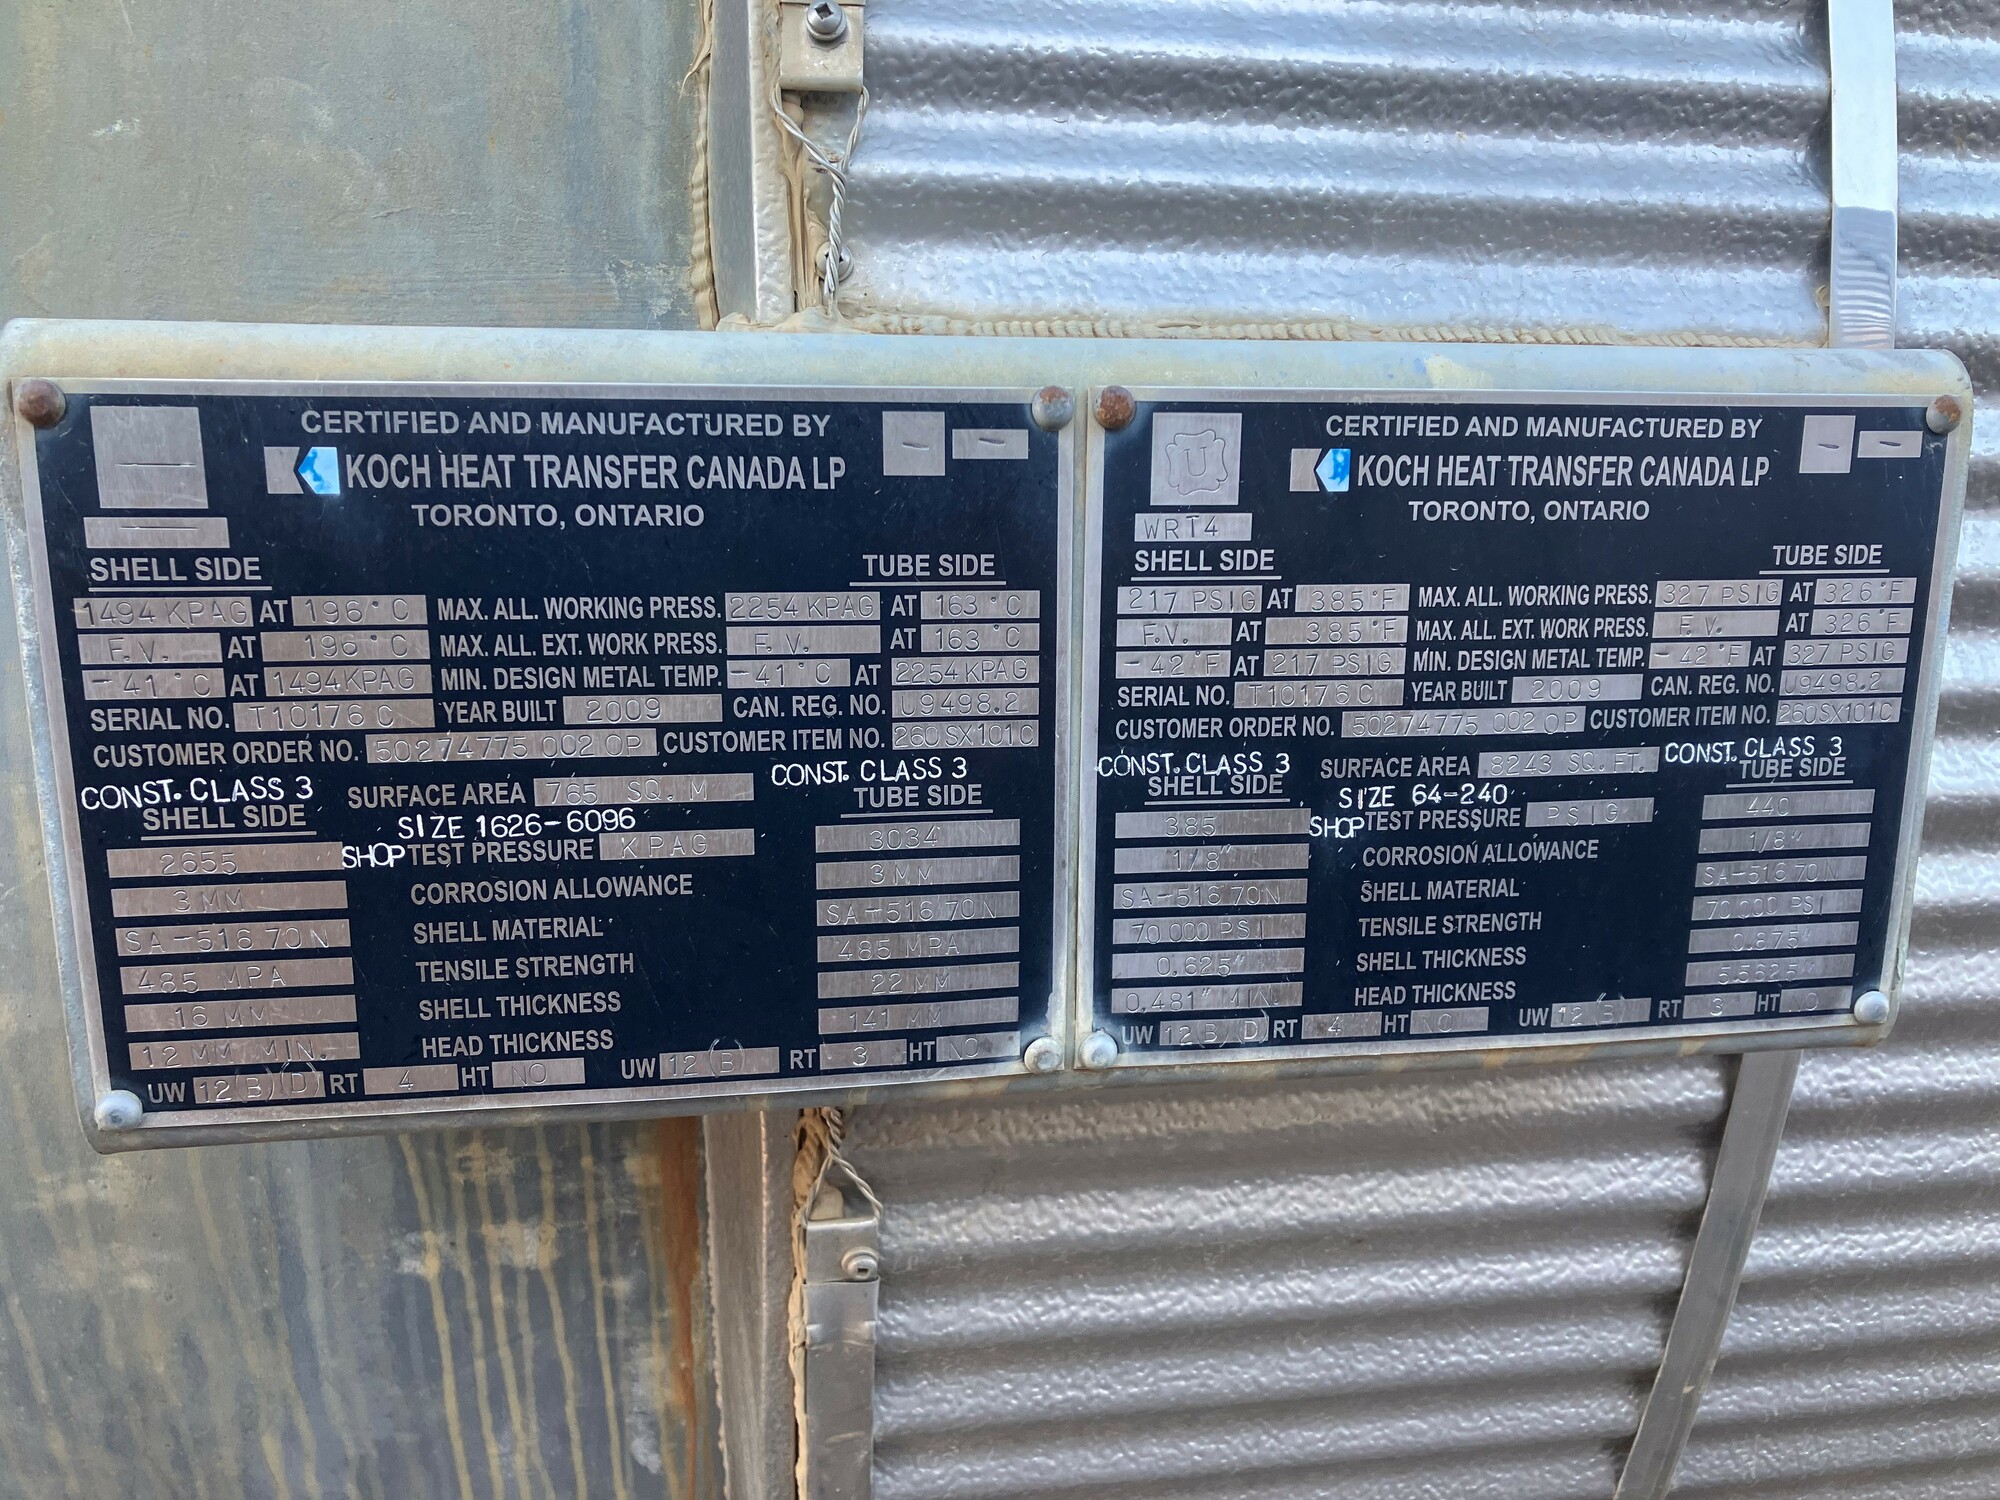 CERTIFIED AND MANUFACTURED BY
KOCH HEAT TRANSFER CANADA LP
TORONTO, ONTARIO
SHELL SIDE TUBE SIDE
1494 KPAG AT 196°C MAX. ALL. WORKING PRESS. 2254 KPAG AT 163°C
F.V. AT 196°C MAX. ALL. EXT. WORK PRESS. F.V. AT 163°C
-41°C AT 1494KPAG MIN. DESIGN METAL TEMP. -41°C AT 2254KPAG
SERIAL NO. T10176C YEAR BUILT 2009 CAN. REG. NO. U9498.2
CUSTOMER ORDER NO. 50274775 002 OP CUSTOMER ITEM NO. 260SX101C
CONST. CLASS 3 SURFACE AREA 765 SQ. M CONST. CLASS 3
SHELL SIDE SIZE 1626-6096 TUBE SIDE
2655 SHOP TEST PRESSURE KPAG 3034
3 MM CORROSION ALLOWANCE 3 MM
SA-516 70N SHELL MATERIAL SA-516 70N
485 MPA TENSILE STRENGTH 485 MPA
16 MM SHELL THICKNESS 22 MM
12 MM MIN. HEAD THICKNESS 141 MM
UW 12(B)(D) RT 4 HT NO UW 12(B) RT 3 HT NO
CERTIFIED AND MANUFACTURED BY
U KOCH HEAT TRANSFER CANADA LP
TORONTO, ONTARIO
WRT4
SHELL SIDE TUBE SIDE
217 PSIG AT 385°F MAX. ALL. WORKING PRESS. 327 PSIG AT 326°F
F.V. AT 385°F MAX. ALL. EXT. WORK PRESS. F.V. AT 326°F
-42°F AT 217 PSIG MIN. DESIGN METAL TEMP. -42°F AT 327 PSIG
SERIAL NO. T10176C YEAR BUILT 2009 CAN. REG. NO. U9498.2
CUSTOMER ORDER NO. 50274775 002 OP CUSTOMER ITEM NO. 260SX101C
CONST. CLASS 3 SURFACE AREA 8243 SQ. FT. CONST. CLASS 3
SHELL SIDE SIZE 64-240 TUBE SIDE
385 SHOP TEST PRESSURE PSIG 440
1/8" CORROSION ALLOWANCE 1/8"
SA-516 70N SHELL MATERIAL SA-516 70N
70 000 PSI TENSILE STRENGTH 70 000 PSI
0.625" SHELL THICKNESS 0.875"
0.481" MIN. HEAD THICKNESS 5.5625"
UW 12(B)(D) RT 4 HT NO UW 12(B) RT 3 HT NO